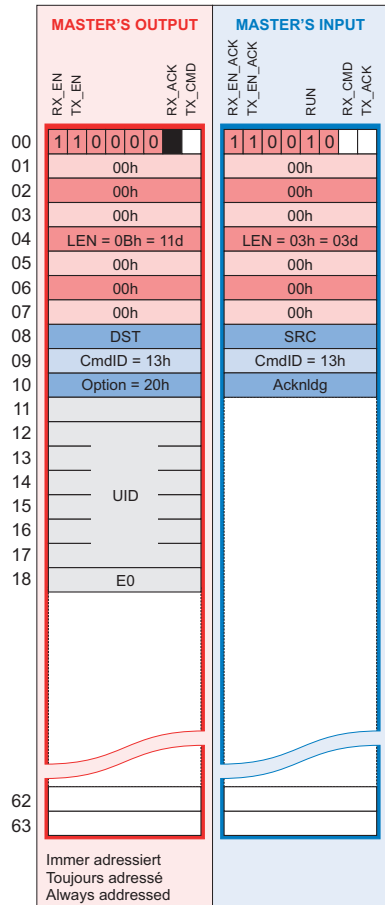 MASTER'S OUTPUT MASTER'S INPUT
RX_EN TX_EN RX_ACK TX_CMD RX_EN_ACK TX_EN_ACK RUN RX_CMD TX_ACK
00 1 1 0 0 0 0 1 1 0 0 1 0
01 00h 00h
02 00h 00h
03 00h 00h
04 LEN = 0Bh = 11d LEN = 03h = 03d
05 00h 00h
06 00h 00h
07 00h 00h
08 DST SRC
09 CmdID = 13h CmdID = 13h
10 Option = 20h Acknldg
11
12
13
14
UID
15
16
17
18 E0
62
63
Immer adressiert
Toujours adressé
Always addressed